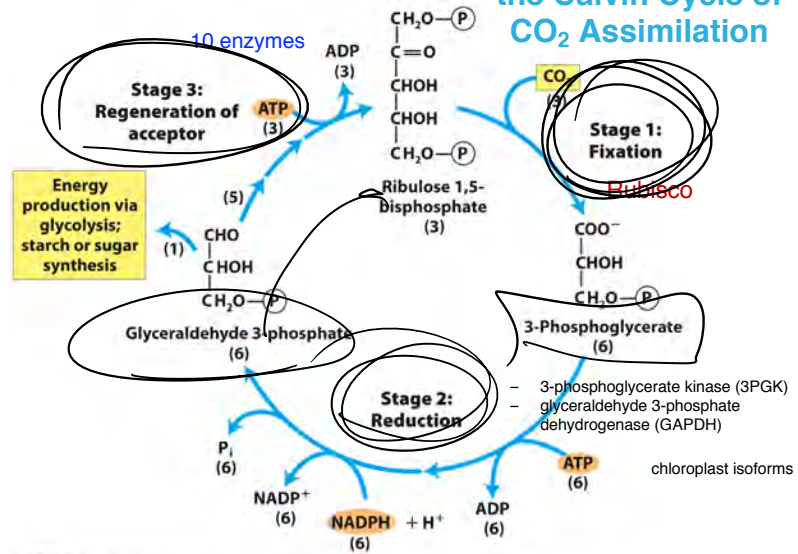 the Calvin Cycle of
CO₂ Assimilation
10 enzymes
ADP
(3)
CH₂O—P
C=O
CHOH
CHOH
CH₂O—P
Ribulose 1,5-
bisphosphate
(3)
CO
(3)
Stage 1:
Fixation
Rubisco
Stage 3:
Regeneration of
acceptor
ATP
(3)
(5)
Energy
production via
glycolysis;
starch or sugar
synthesis
(1)
CHO
CHOH
CH₂O—P
Glyceraldehyde 3-phosphate
(6)
COO⁻
CHOH
CH₂O—P
3-Phosphoglycerate
(6)
Stage 2:
Reduction
– 3-phosphoglycerate kinase (3PGK)
– glyceraldehyde 3-phosphate
dehydrogenase (GAPDH)
chloroplast isoforms
ATP
(6)
ADP
(6)
NADPH + H⁺
(6)
NADP⁺
(6)
Pᵢ
(6)